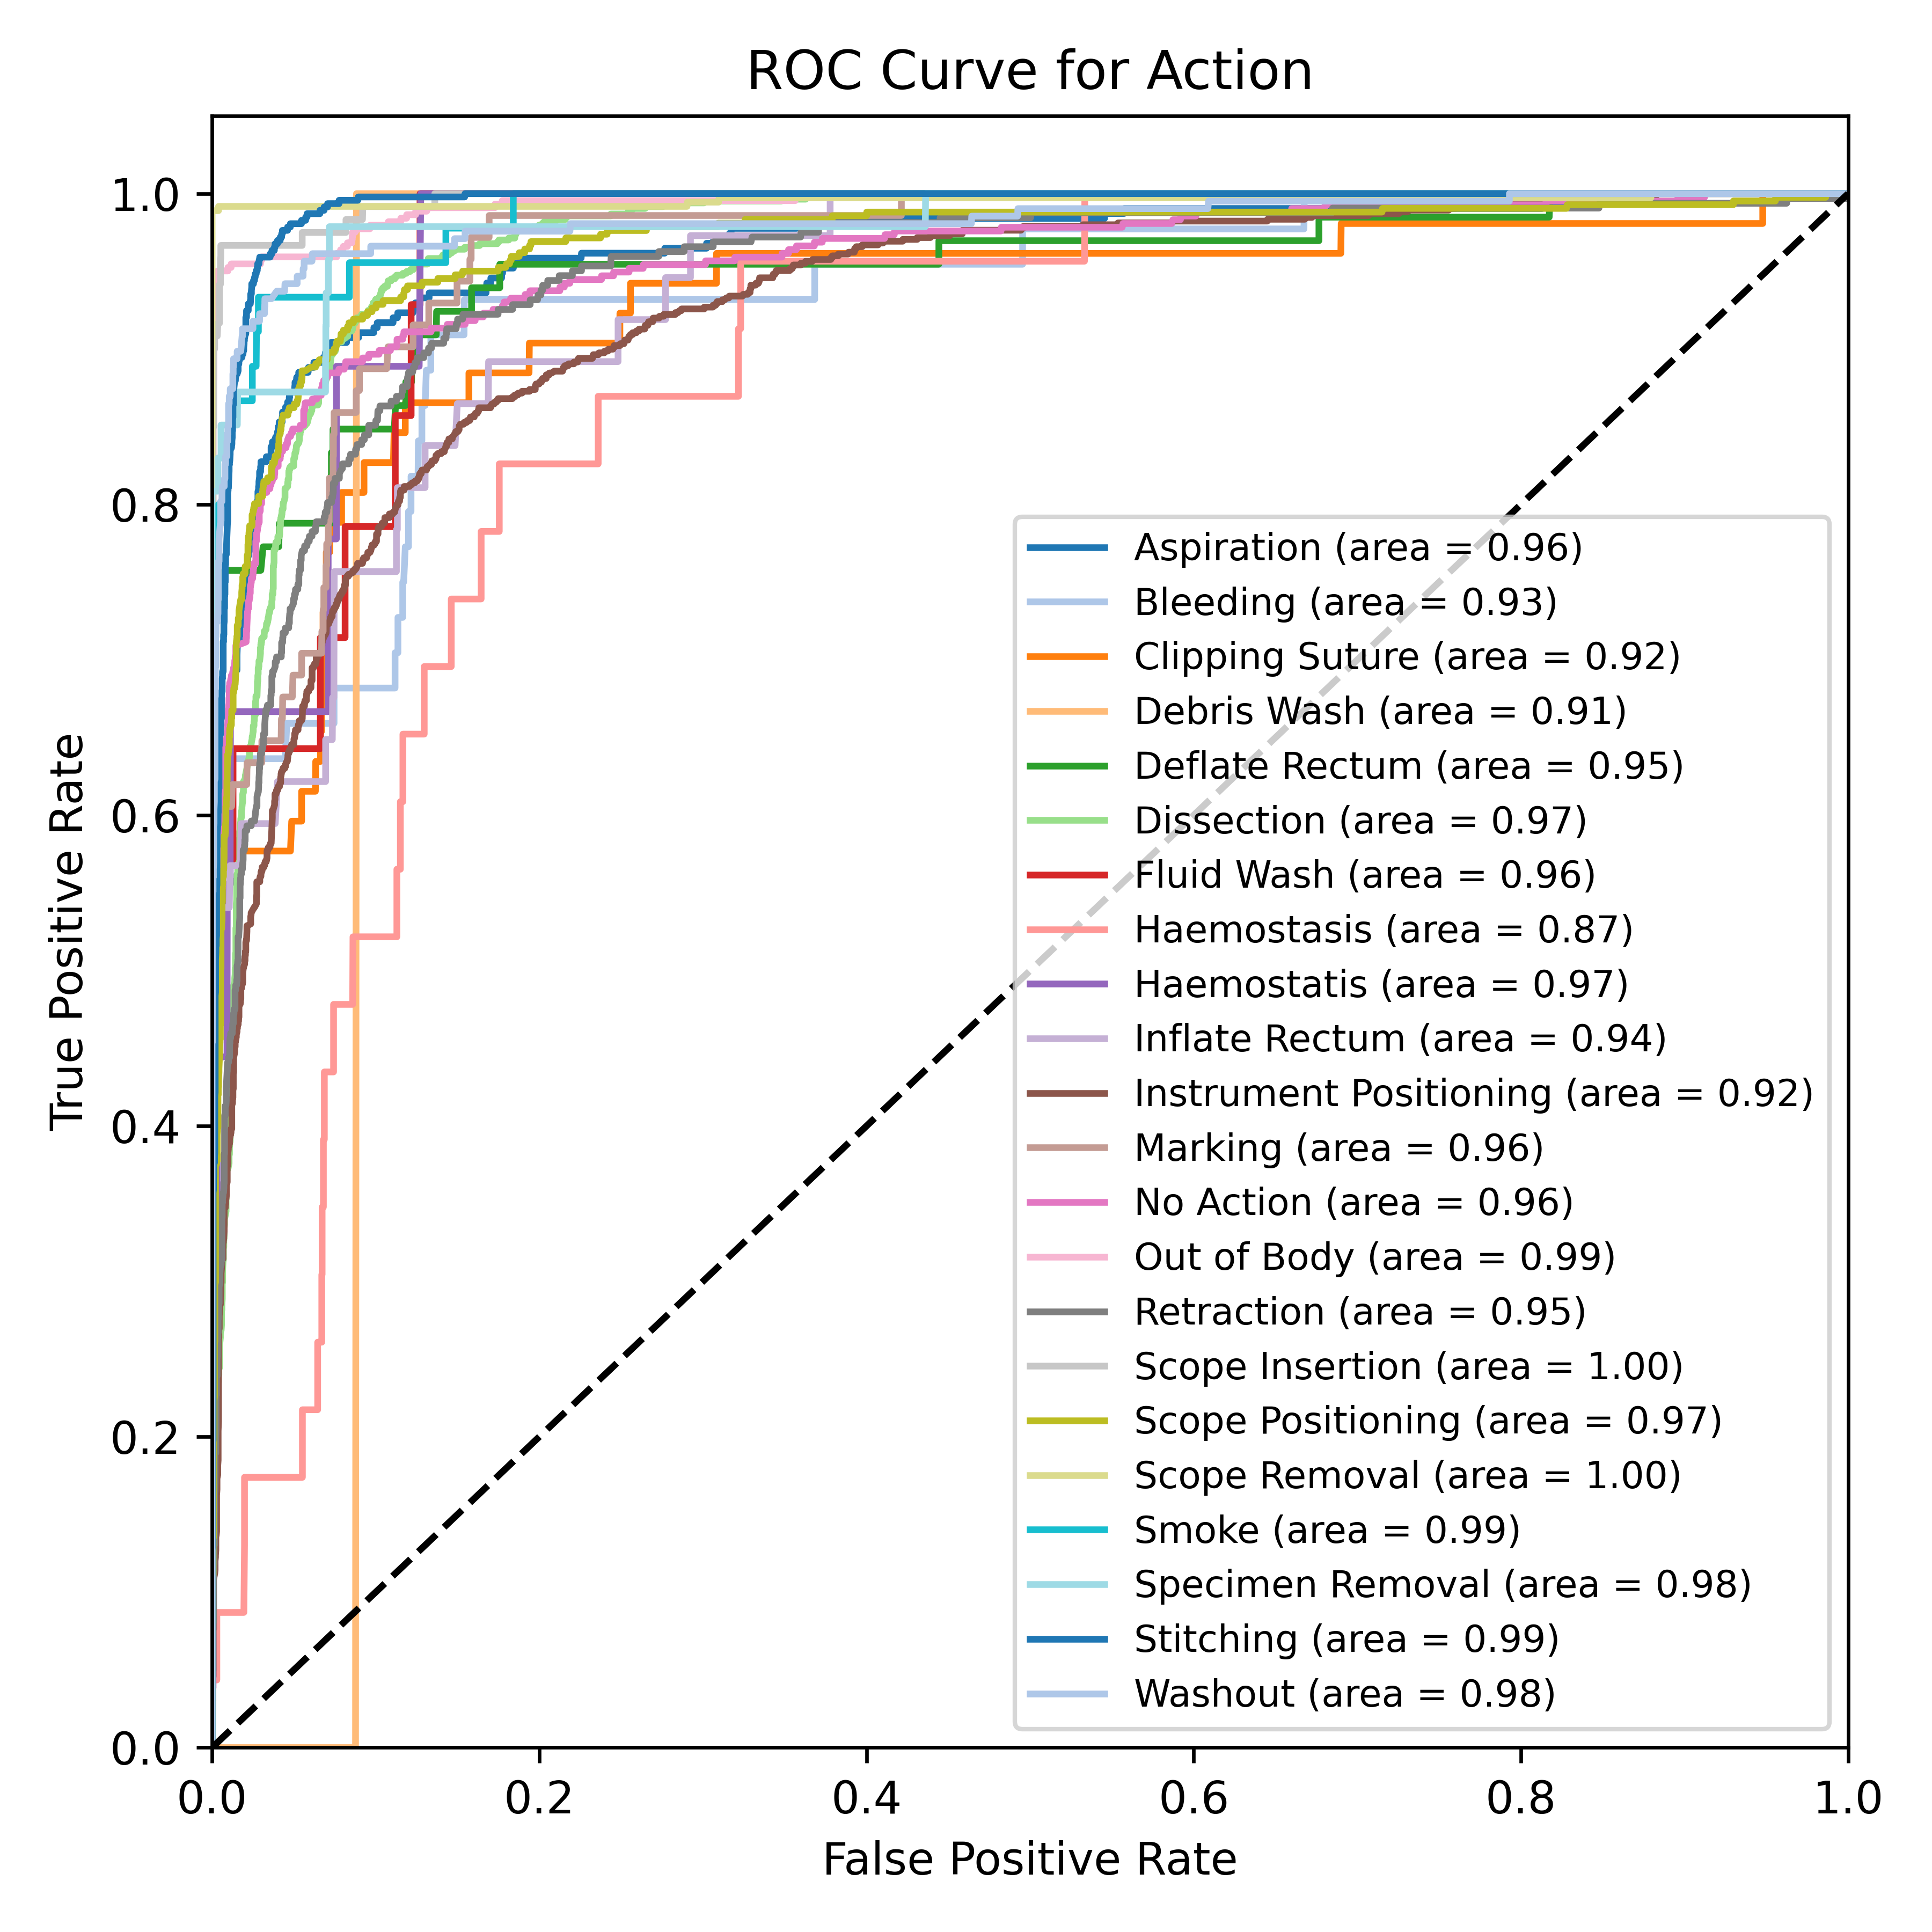 ROC Curve for Action
True Positive Rate
1.0
0.8
0.6
0.4
0.2
0.0
Aspiration (area = 0.96)
Bleeding (area = 0.93)
Clipping Suture (area = 0.92)
Debris Wash (area = 0.91)
Deflate Rectum (area = 0.95)
Dissection (area = 0.97)
Fluid Wash (area = 0.96)
Haemostasis (area = 0.87)
Haemostatis (area = 0.97)
Inflate Rectum (area = 0.94)
Instrument Positioning (area = 0.92)
Marking (area = 0.96)
No Action (area = 0.96)
Out of Body (area = 0.99)
Retraction (area = 0.95)
Scope Insertion (area = 1.00)
Scope Positioning (area = 0.97)
Scope Removal (area = 1.00)
Smoke (area = 0.99)
Specimen Removal (area = 0.98)
Stitching (area = 0.99)
Washout (area = 0.98)
0.0 0.2 0.4 0.6 0.8 1.0
False Positive Rate